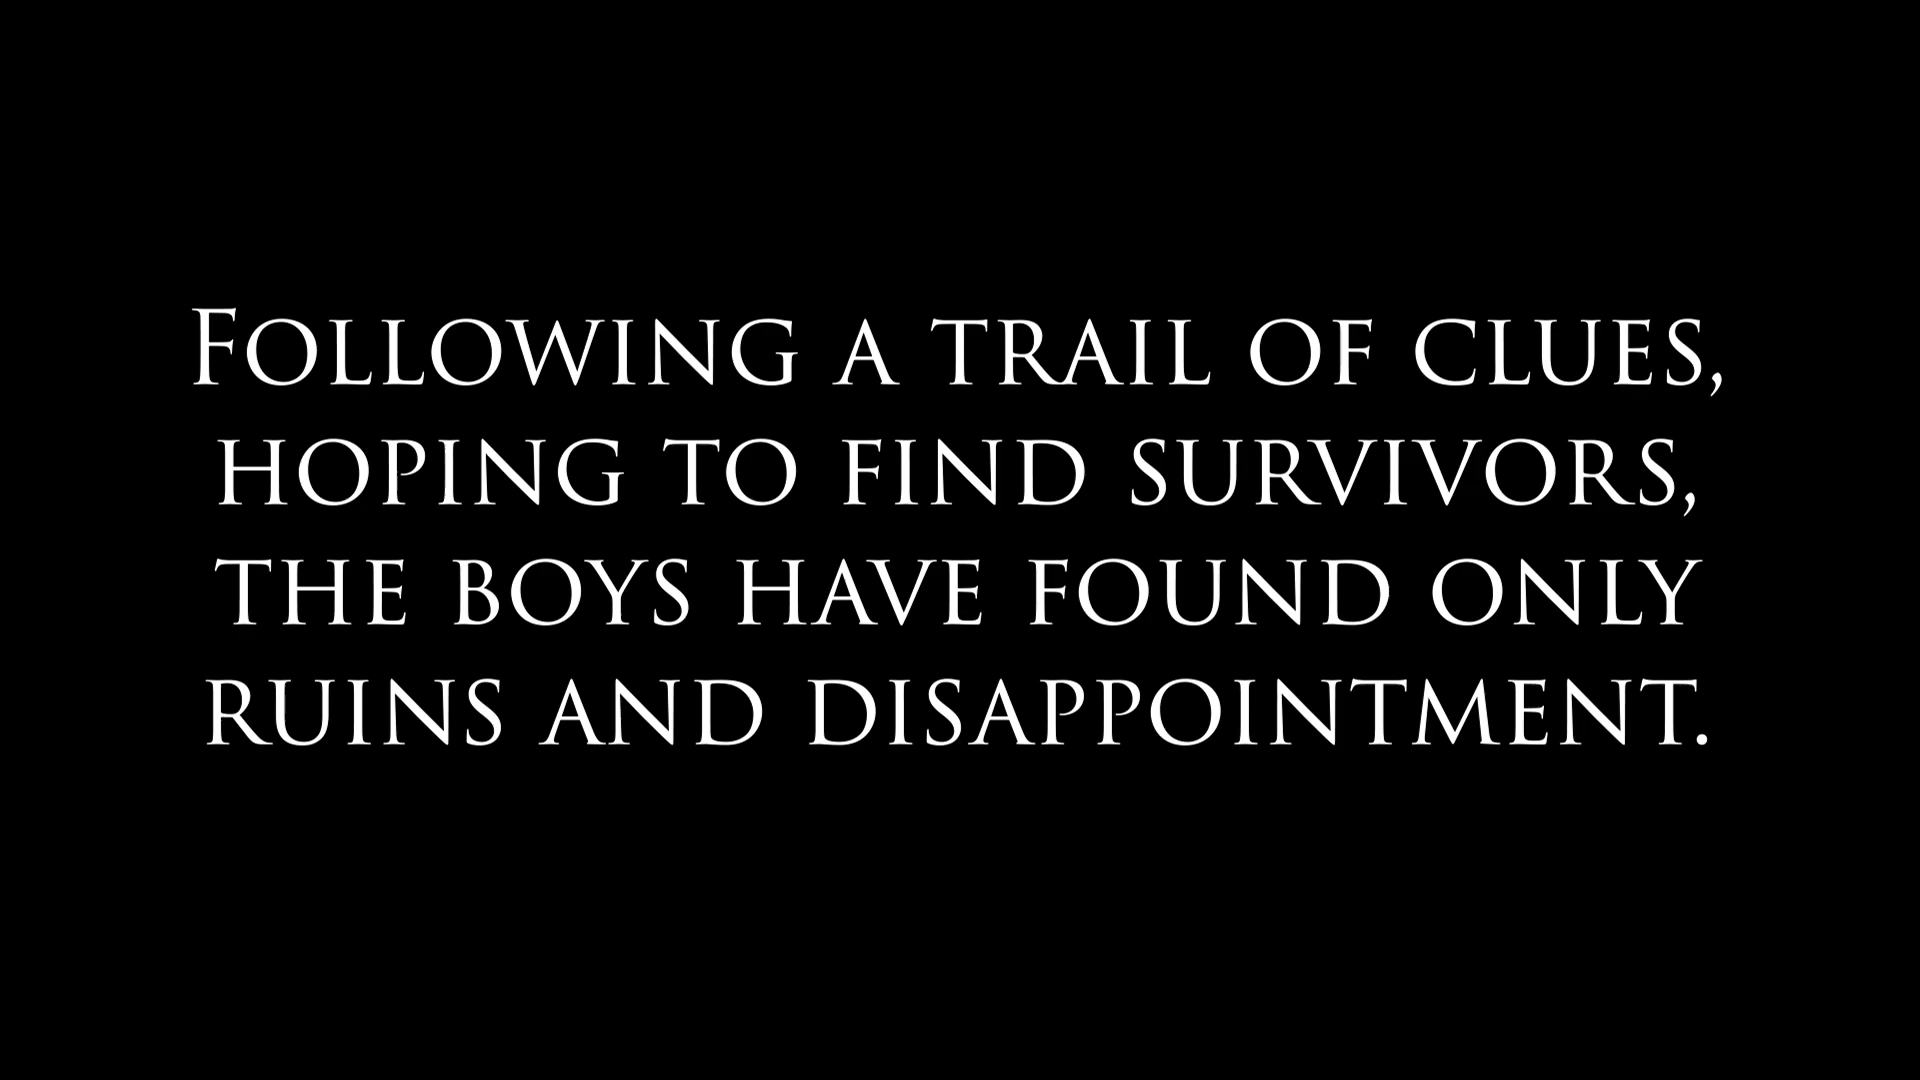 Following a trail of clues,
hoping to find survivors,
the boys have found only
ruins and disappointment.